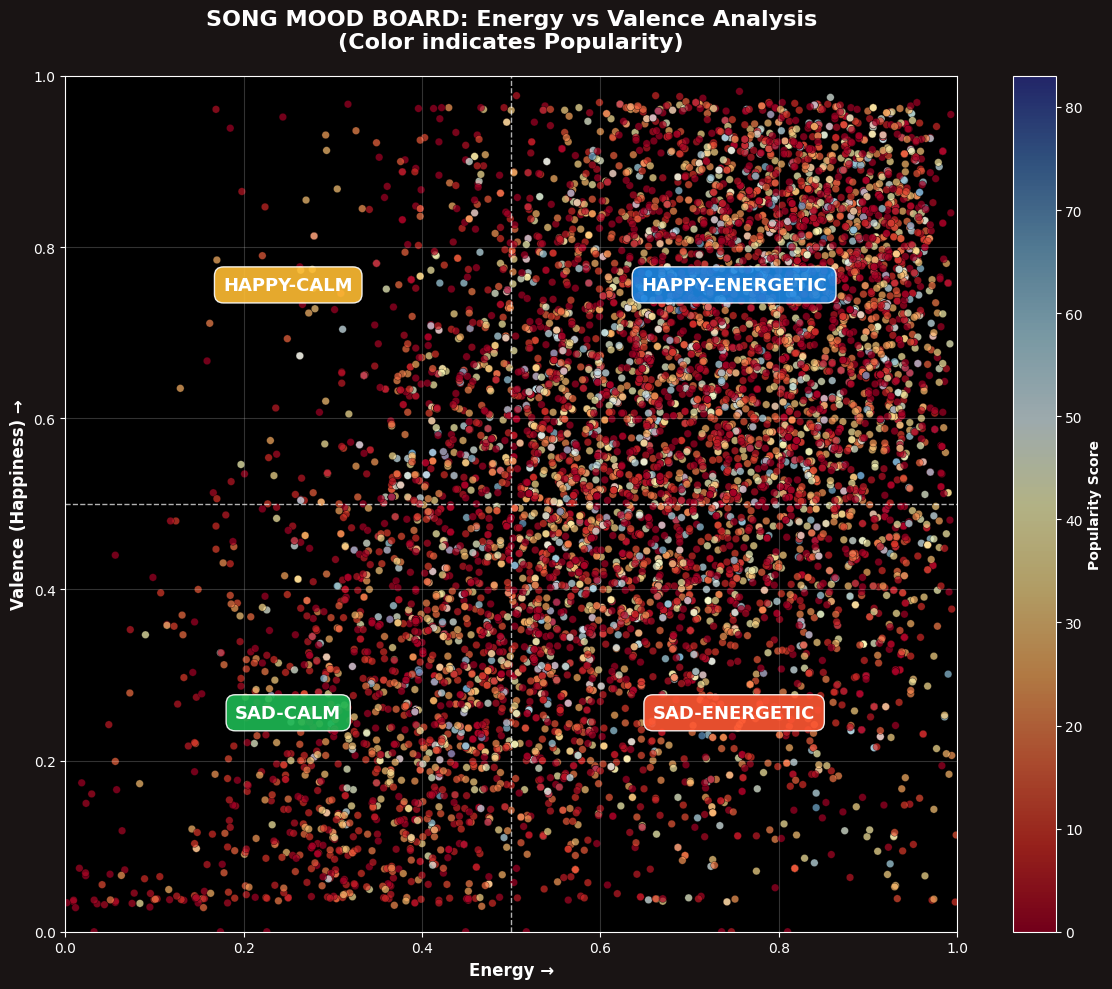 SONG MOOD BOARD: Energy vs Valence Analysis
(Color indicates Popularity)
Valence (Happiness) →
1.0
0.8
0.6
0.4
0.2
0.0
HAPPY-CALM
HAPPY-ENERGETIC
SAD-CALM
SAD-ENERGETIC
0.0
0.2
0.4
0.6
0.8
1.0
Energy →
80
70
60
50
40
30
20
10
0
Popularity Score